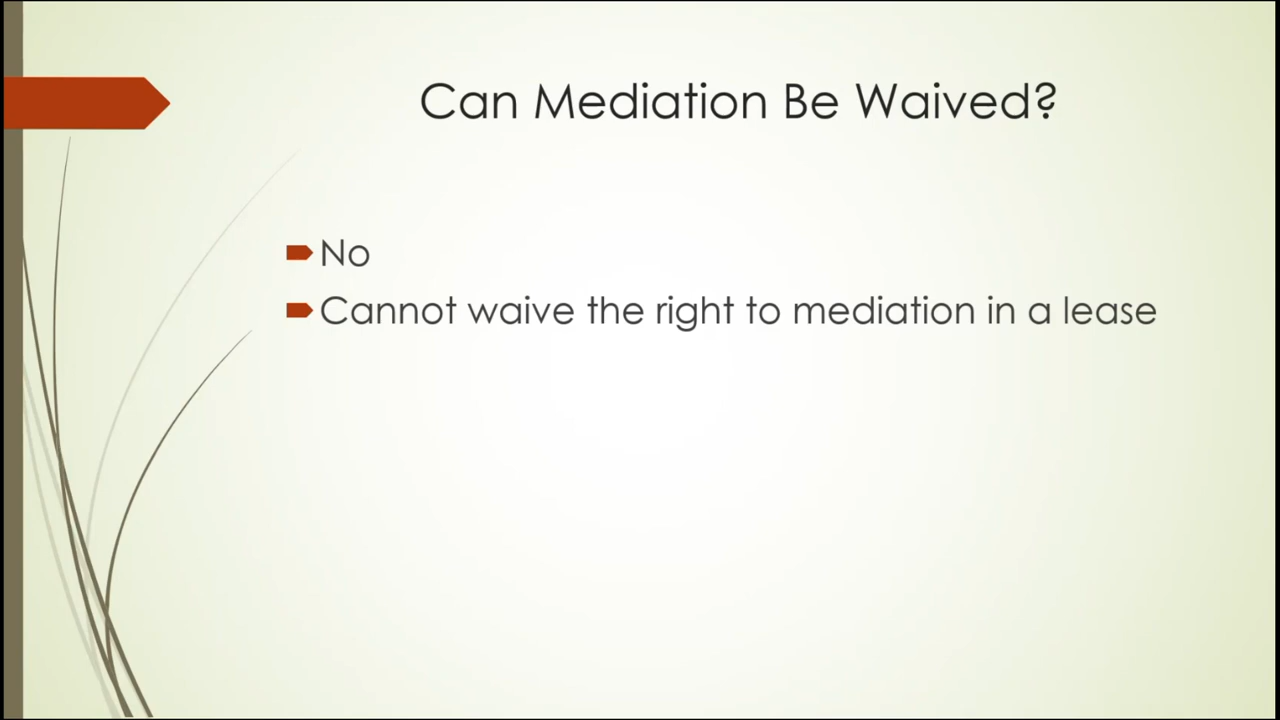 Can Mediation Be Waived?
No
Cannot waive the right to mediation in a lease